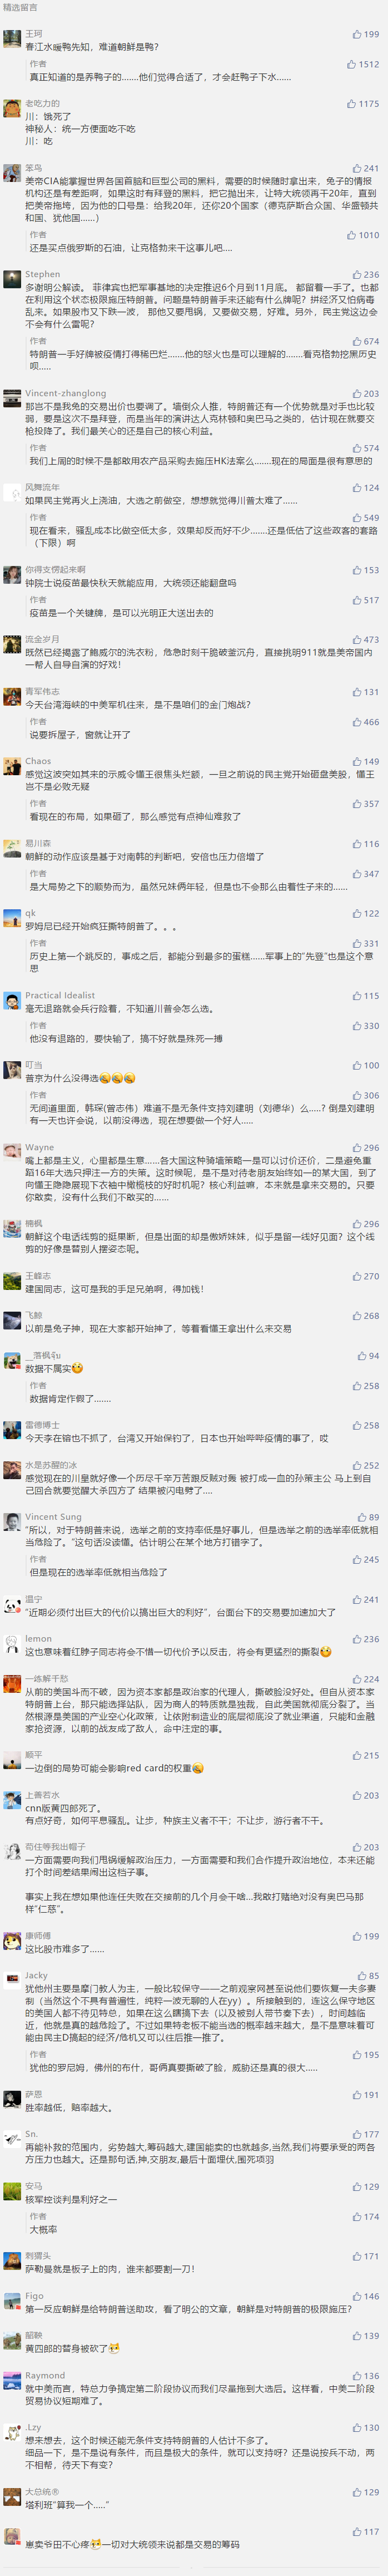 精选留言
王珂
199
春江水暖鸭先知，难道朝鲜是鸭？
作者
1512
真正知道的是养鸭子的.......他们觉得合适了，才会赶鸭子下水......
老吃力的
1175
川：饿死了
神秘人：统一方便面吃不吃
川：吃
笨鸟
241
美帝CIA能掌握世界各国首脑和巨型公司的黑料，需要的时候随时拿出来，兔子的情报
机构还是有差距啊，如果这时有拜登的黑料，把它抛出来，让特大统领再干20年，直到
把美帝拖垮，因为他的口号是：给我20年，还你20个国家（德克萨斯合众国、华盛顿共
和国、犹他国......）
作者
1010
还是买点俄罗斯的石油，让克格勃来干这事儿吧....
Stephen
236
多谢明公解读。 菲律宾也把军事基地的决定推迟6个月到11月底。 都留着一手了。也都
在利用这个状态极限施压特朗普。问题是特朗普手来还能有什么牌呢？拼经济又怕病毒
乱来。如果股市又下跌一波， 那他又要甩锅，又要做交易，好难。另外，民主党这边会
不会有什么雷呢？
作者
674
特朗普一手好牌被疫情打得稀巴烂.......他的怒火也是可以理解的.......看克格勃挖黑历史
呗.....
Vincent-zhanglong
203
那岂不是我兔的交易出价也要调了。墙倒众人推，特朗普还有一个优势就是对手也比较
弱，要是这次不是拜登，而是当年的演讲达人克林顿和奥巴马之类的，估计现在就要交
枪投降了。我们最关心的还是自己的核心利益。
作者
574
我们上周的时候不是都敢用农产品采购去施压HK法案么.......现在的局面是很有意思的
风舞流年
124
如果民主党再火上浇油，大选之前做空，想想就觉得川普太难了......
作者
549
现在看来，骚乱成本比做空低太多，效果却反而好不少.......还是低估了这些政客的套路
（下限）啊
你得支愣起来啊
153
钟院士说疫苗最快秋天就能应用，大统领还能翻盘吗
作者
517
疫苗是一个关键牌，是可以光明正大送出去的
流金岁月
473
既然已经揭露了鲍威尔的洗衣粉，危急时刻干脆破釜沉舟，直接挑明911就是美帝国内
一帮人自导自演的好戏！
青军伟志
131
今天台湾海峡的中美军机往来，是不是咱们的金门炮战？
作者
466
说要拆屋子，窗就让开了
Chaos
149
感觉这波突如其来的示威令懂王很焦头烂额，一旦之前说的民主党开始砸盘美股，懂王
岂不是必败无疑
作者
357
看现在的布局，如果砸了，那么感觉有点神仙难救了
易川森
116
朝鲜的动作应该是基于对南韩的判断吧，安倍也压力倍增了
作者
347
是大局势之下的顺势而为，虽然兄妹俩年轻，但是也不会那么由着性子来的......
qk
122
罗姆尼已经开始疯狂撕特朗普了。。。
作者
331
历史上第一个跳反的，事成之后，都能分到最多的蛋糕......军事上的“先登”也是这个意
思
Practical Idealist
115
毫无退路就会兵行险着，不知道川普会怎么选。
作者
330
他没有退路的，要快输了，搞不好就是殊死一搏
叮当
100
普京为什么没得选
作者
306
无间道里面，韩琛(曾志伟）难道不是无条件支持刘建明（刘德华）么.....? 倒是刘建明
有一天也许会说，以前没得选，现在想要做一个好人.....
Wayne
296
嘴上都是主义，心里都是生意......各大国这种骑墙策略一是可以讨价还价，二是避免重
蹈16年大选只押注一方的失策。这时候呢，是不是对待老朋友始终如一的某大国，到了
向懂王隐隐展现下衣袖中橄榄枝的好时机呢？核心利益嘛，本来就是拿来交易的。只要
你敢卖，没有什么我们不敢买的......
楠枫
296
朝鲜这个电话线剪的挺果断，但是出面的却是傲娇妹妹，似乎是留一线好见面？这个线
剪的好像是替别人摆姿态呢。
王峰志
270
建国同志，这可是我的手足兄弟啊，得加钱！
飞鲸
268
以前是兔子抻，现在大家都开始抻了，等看看懂王拿出什么来交易
94
数据不属实
作者
258
数据肯定作假了.......
雷德博士
258
今天李在镕也不抓了，台湾又开始保钓了，日本也开始哔哔疫情的事了，哎
水是苏醒的冰
252
感觉现在的川皇就好像一个历尽千辛万苦跟反贼对轰 被打成一血的孙策主公 马上到自
己回合就要觉醒大杀四方了 结果被闪电劈了....
Vincent Sung
89
“所以，对于特朗普来说，选举之前的支持率低是好事儿，但是选举之前的选举率低就相
当危险了。”这句话没读懂。估计明公在某个地方打错字了。
作者
245
但是现在的选举率低就相当危险了
温宁
241
“近期必须付出巨大的代价以搞出巨大的利好”，台面台下的交易要加速加大了
lemon
236
这也意味着红脖子同志将会不惜一切代价予以反击，将会有更猛烈的撕裂
一醉解千愁
224
从前的美国斗而不破，因为资本家都是政治家的代理人，撕破脸没好处。但自从资本家
特朗普上台，那只能选择站队，因为商人的特质就是独裁，自此美国就彻底分裂了。当
然根源是美国的产业空心化政策，让依附制造业的底层彻底没了就业渠道，只能和金融
家抢资源，以前的战友成了敌人，命中注定的事。
顺平
215
一边倒的局势可能会影响red card的权重
上善若水
203
cnn版黄四郎死了。
有点好奇，如何平息骚乱。让步，种族主义者不干；不让步，游行者不干。
苟住等我出帽子
203
一方面需要向我们甩锅缓解政治压力，一方面需要和我们合作提升政治地位，本来还能
打个时间差结果闹出这档子事。
事实上我在想如果他连任失败在交接前的几个月会干啥...我敢打赌绝对没有奥巴马那
样“仁慈”。
康师傅
199
这比股市难多了......
Jacky
85
犹他州主要是摩门教人为主，一般比较保守——之前观察网甚至说他们要恢复一夫多妻
制（当然这个不具有普遍性，纯粹一波无聊的人在yy）。所接触到的，连这么保守地区
的美国人都不待见特总，如果在这么瞎搞下去（以及被别人带节奏下去），时间越临
近，他就是真的越危险了。不过如果特老板不能当选的概率越来越大，是不是意味着可
能由民主D搞起的经济/危机又可以往后推一推了。
作者
195
犹他的罗尼姆，佛州的布什，哥俩真要撕破了脸，威胁还是真的很大.....
萨恩
191
胜率越低，赔率越大。
Sn.
177
再能补救的范围内，劣势越大,筹码越大,建国能卖的也就越多,当然,我们将要承受的两各
方压力也越大。还是那句话,抻,交朋友,最后十面埋伏,围死项羽
安马
129
核军控谈判是利好之一
作者
174
大概率
刺猬头
171
萨勒曼就是板子上的肉，谁来都要割一刀！
Figo
146
第一反应朝鲜是给特朗普送助攻，看了明公的文章，朝鲜是对特朗普的极限施压？
韶鞅
139
黄四郎的替身被砍了
Raymond
136
就中美而言，特总力争搞定第二阶段协议而我们尽量拖到大选后。这样看，中美二阶段
贸易协议短期难了。
.Lzy
130
想来想去，这个时候还能无条件支持特朗普的人估计不多了。
细品一下，是不是说有条件，而且是极大的条件，就可以支持呀？还是说按兵不动，两
不相帮，待天下有变？
大总统®
129
塔利班“算我一个.....”
117
崽卖爷田不心疼一切对大统领来说都是交易的筹码